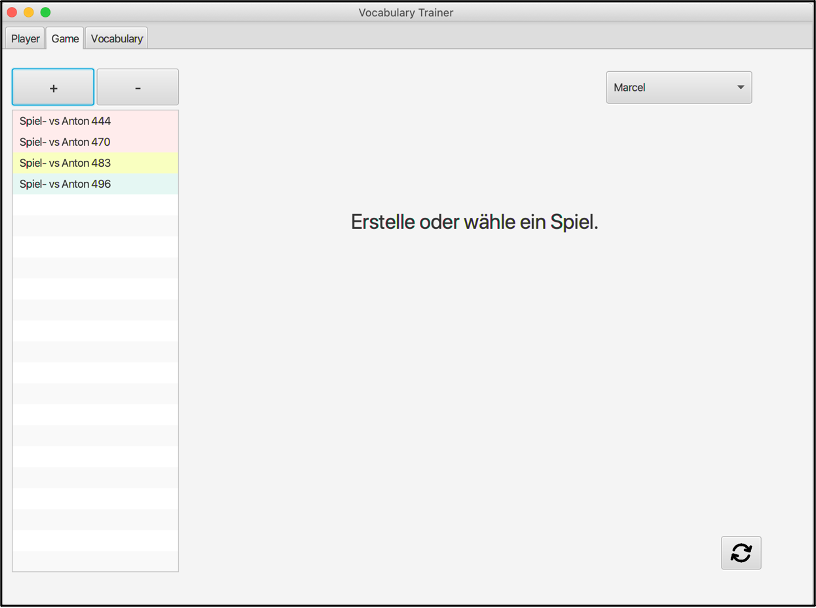 Vocabulary Trainer
Player Game Vocabulary
+ -
Marcel
Spiel- vs Anton 444
Spiel- vs Anton 470
Spiel- vs Anton 483
Spiel- vs Anton 496
Erstelle oder wähle ein Spiel.